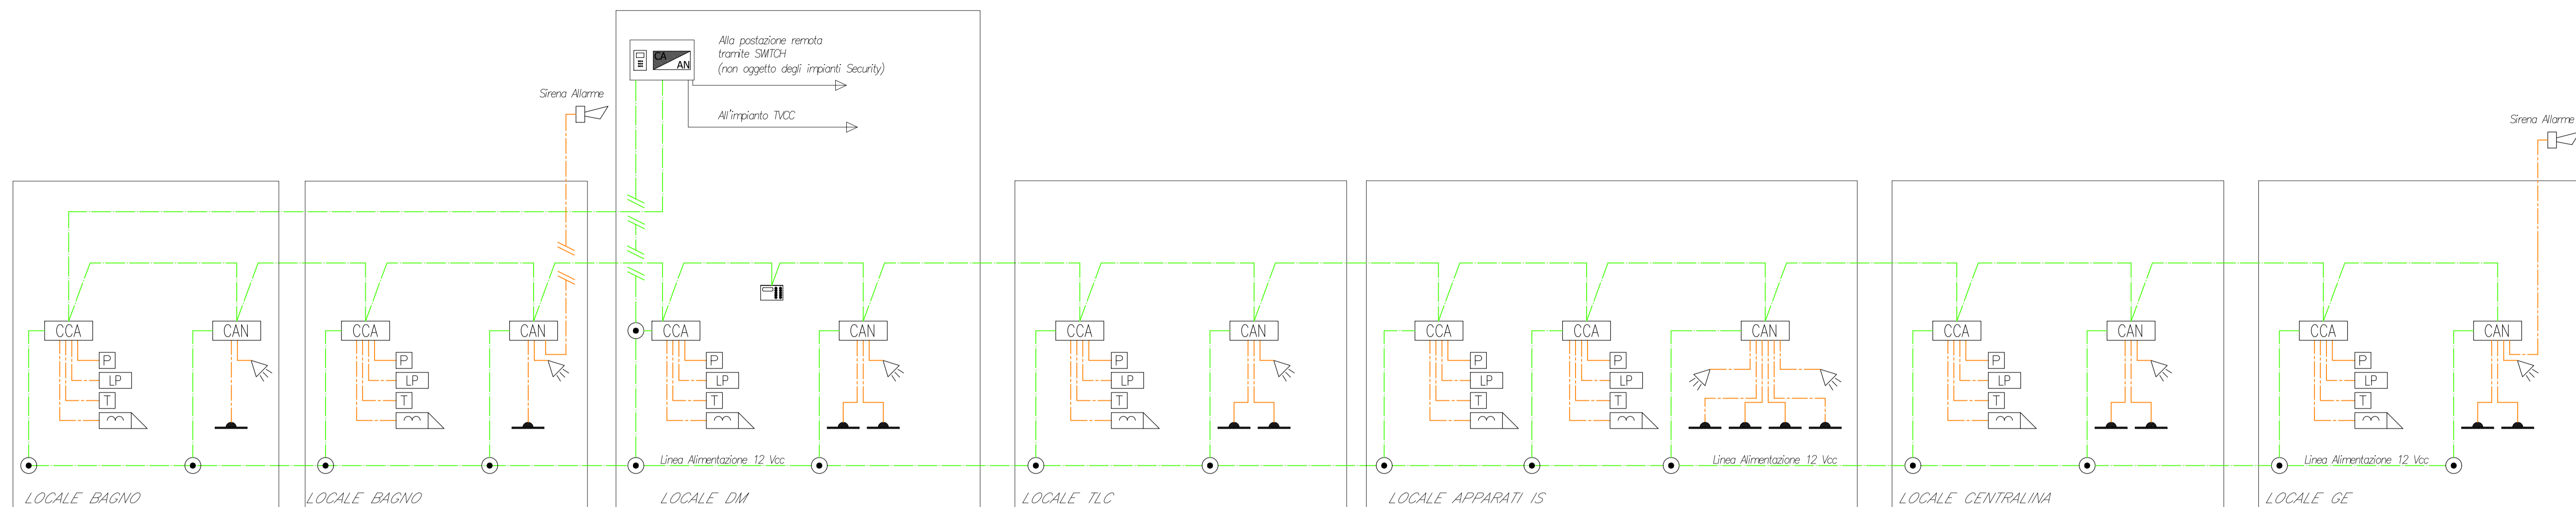 Alla postazione remota
tramite SWITCH
(non oggetto degli impianti Security)
CA
AN
Sirena Allarme
All'impianto TVCC
Sirena Allarme
CCA
CAN
CCA
CAN
CCA
CAN
CCA
CAN
CCA
CCA
CAN
CCA
CAN
CCA
CAN
P
P
P
P
P
P
P
P
LP
LP
LP
LP
LP
LP
LP
LP
T
T
T
T
T
T
T
T
Linea Alimentazione 12 Vcc
Linea Alimentazione 12 Vcc
Linea Alimentazione 12 Vcc
LOCALE BAGNO
LOCALE BAGNO
LOCALE DM
LOCALE TLC
LOCALE APPARATI IS
LOCALE CENTRALINA
LOCALE GE